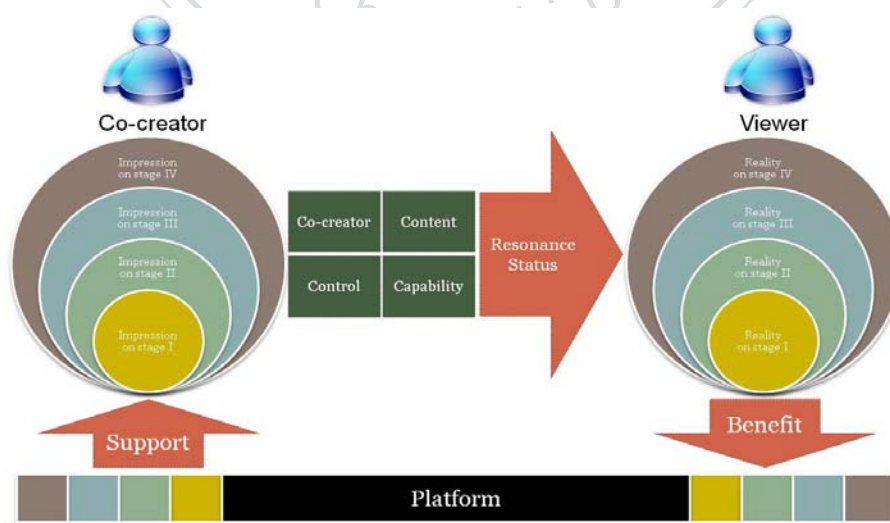 Co-creator
Viewer
Impression
on stage IV
Impression
on stage III
Impression
on stage II
Impression
on stage I
Co-creator
Content
Control
Capability
Resonance
Status
Reality
on stage IV
Reality
on stage III
Reality
on stage II
Reality
on stage I
Support
Benefit
Platform